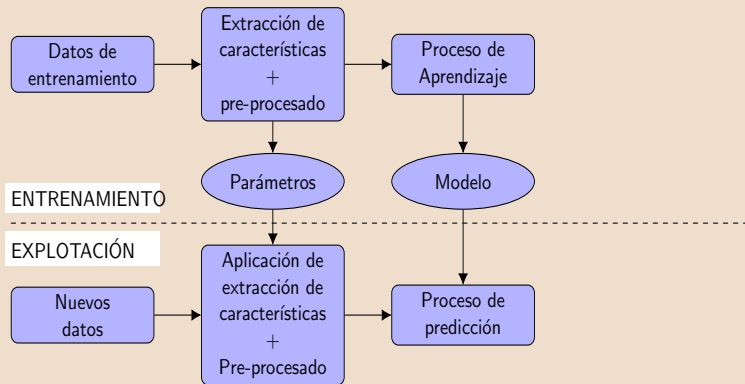 Datos de
entrenamiento
Extracción de
características
+
pre-procesado
Proceso de
Aprendizaje
Parámetros
Modelo
ENTRENAMIENTO
EXPLOTACIÓN
Nuevos
datos
Aplicación de
extracción de
características
+
Pre-procesado
Proceso de
predicción